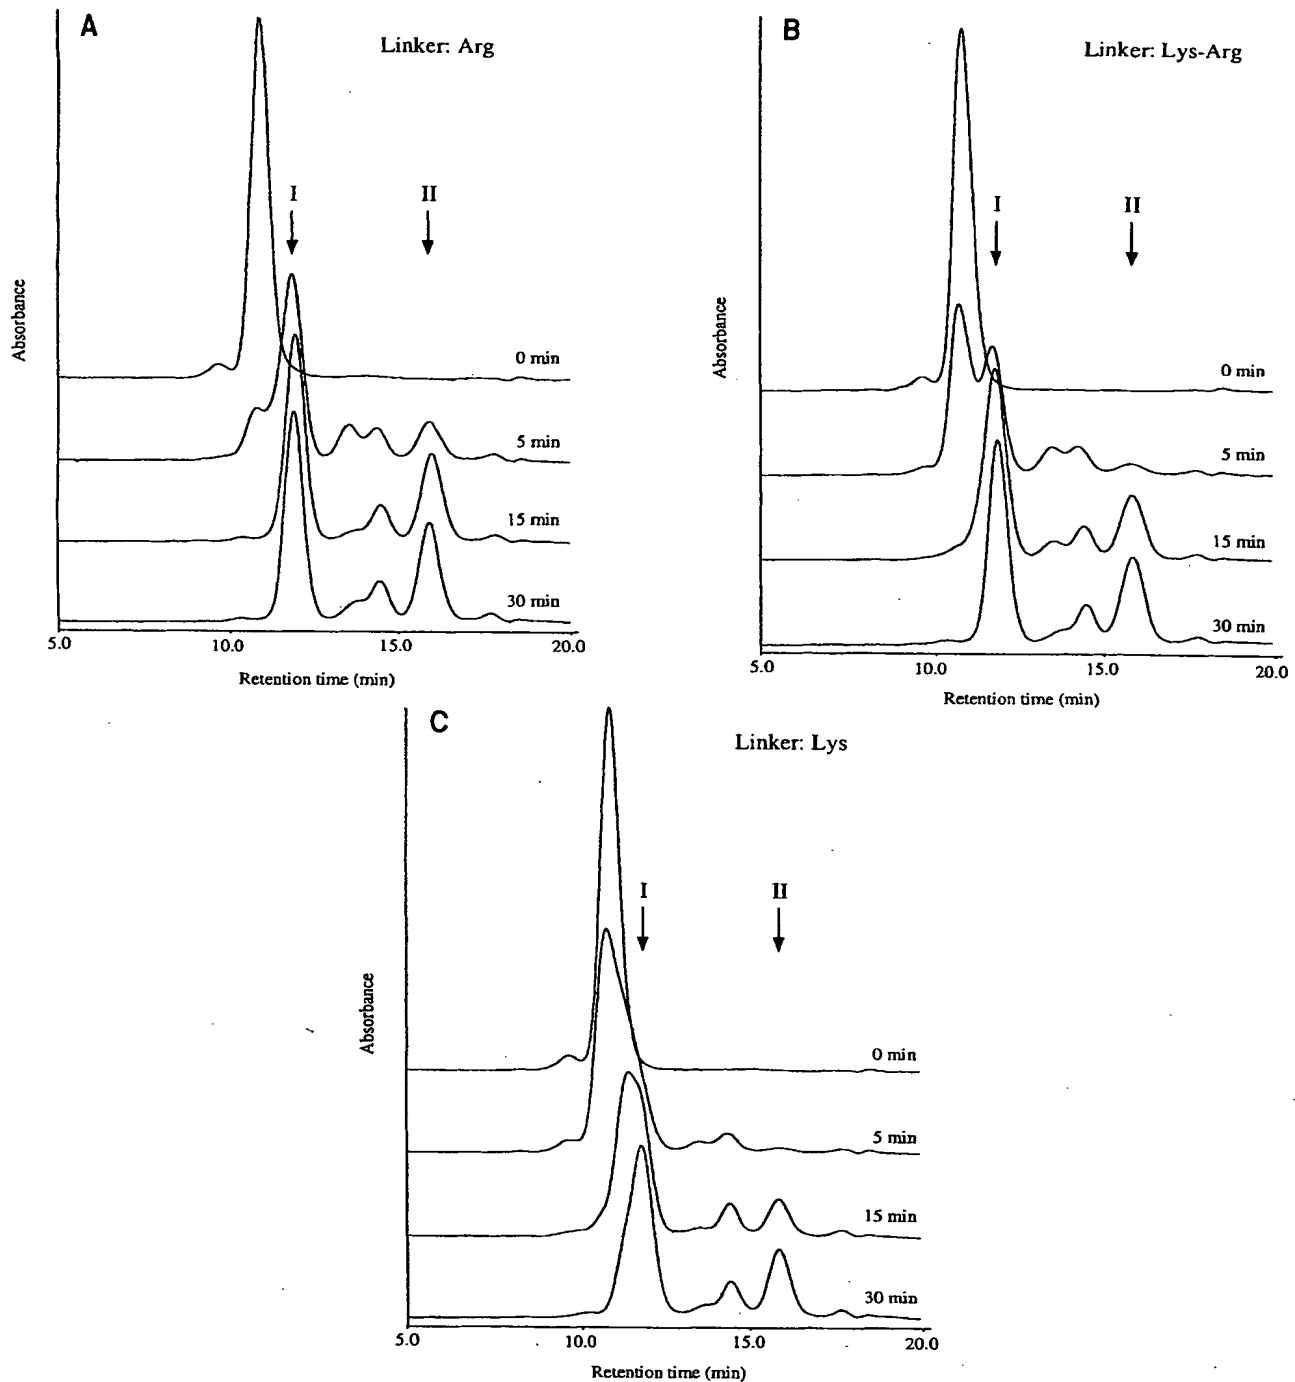 A
Linker: Arg
I
II
Absorbance
0 min
5 min
15 min
30 min
5.0
10.0
15.0
20.0
Retention time (min)
B
Linker: Lys-Arg
I
II
Absorbance
0 min
5 min
15 min
30 min
5.0
10.0
15.0
20.0
Retention time (min)
C
Linker: Lys
I
II
Absorbance
0 min
5 min
15 min
30 min
5.0
10.0
15.0
20.0
Retention time (min)